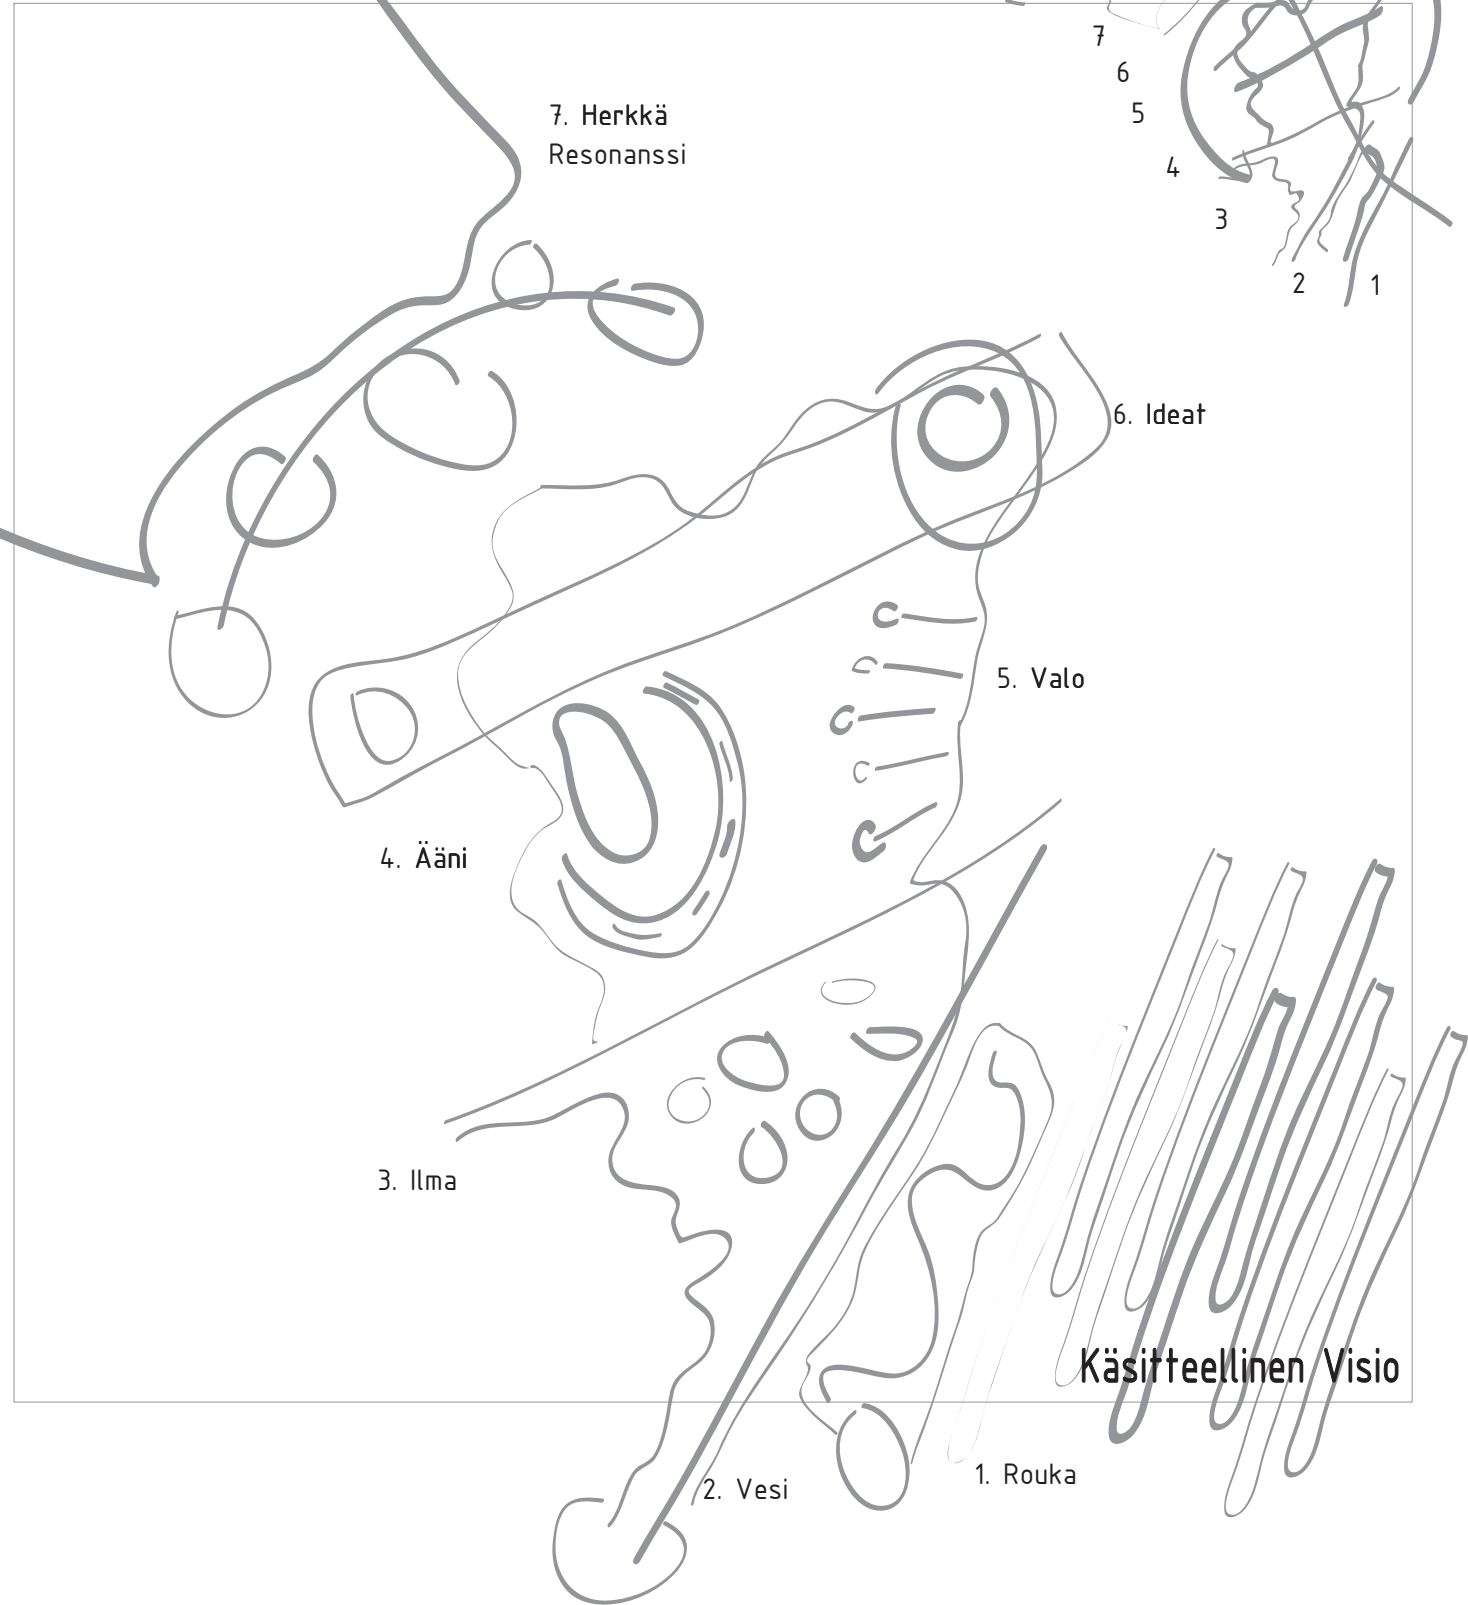 7
6
5
4
3
2
1
7. Herkkä
Resonanssi
6. Ideat
5. Valo
4. Ääni
3. Ilma
Käsitteellinen Visio
2. Vesi
1. Rouka